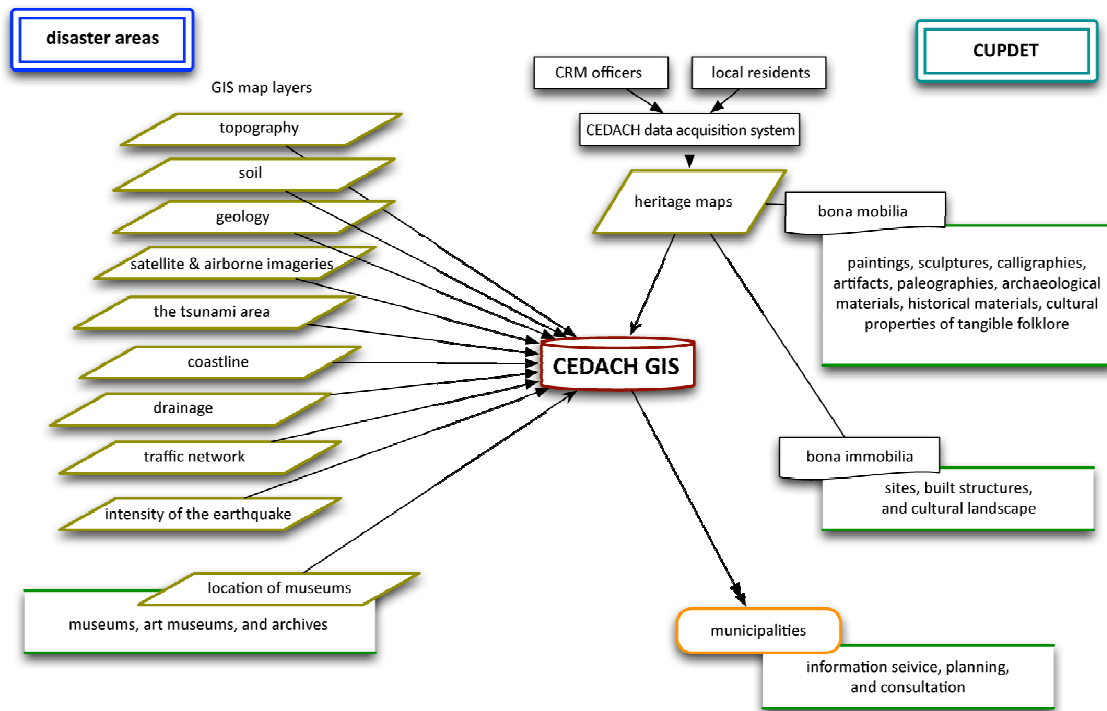 disaster areas
CUPDET
GIS map layers
topography
soil
geology
satellite & airborne imageries
the tsunami area
coastline
drainage
traffic network
intensity of the earthquake
location of museums
museums, art museums, and archives
CRM officers
local residents
CEDACH data acquisition system
heritage maps
bona mobilia
paintings, sculptures, calligraphies,
artifacts, paleographies, archaeological
materials, historical materials, cultural
properties of tangible folklore
CEDACH GIS
bona immobilia
sites, built structures,
and cultural landscape
municipalities
information seivice, planning,
and consultation